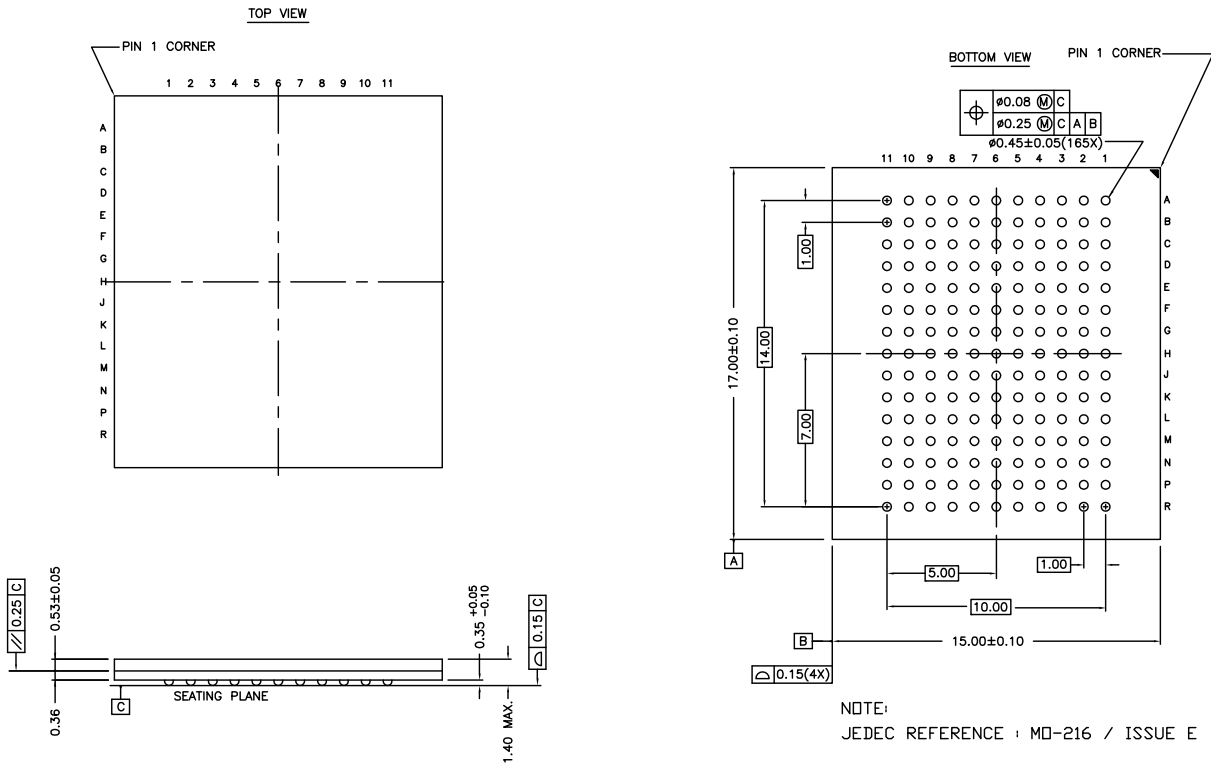 TOP VIEW
PIN 1 CORNER
1 2 3 4 5 6 7 8 9 10 11
A
B
C
D
E
F
G
H
J
K
L
M
N
P
R
BOTTOM VIEW
PIN 1 CORNER
⌀0.08 Ⓜ C
⌀0.25 Ⓜ C A B
⌀0.45±0.05(165X)
11 10 9 8 7 6 5 4 3 2 1
A
B
C
D
E
F
G
H
J
K
L
M
N
P
R
1.00
14.00
7.00
17.00±0.10
A
5.00
1.00
10.00
B
15.00±0.10
0.15(4X)
// 0.25 C
0.53±0.05
0.36
C
SEATING PLANE
0.35 +0.05 -0.10
1.40 MAX.
0.15 C
NOTE:
JEDEC REFERENCE : MO-216 / ISSUE E